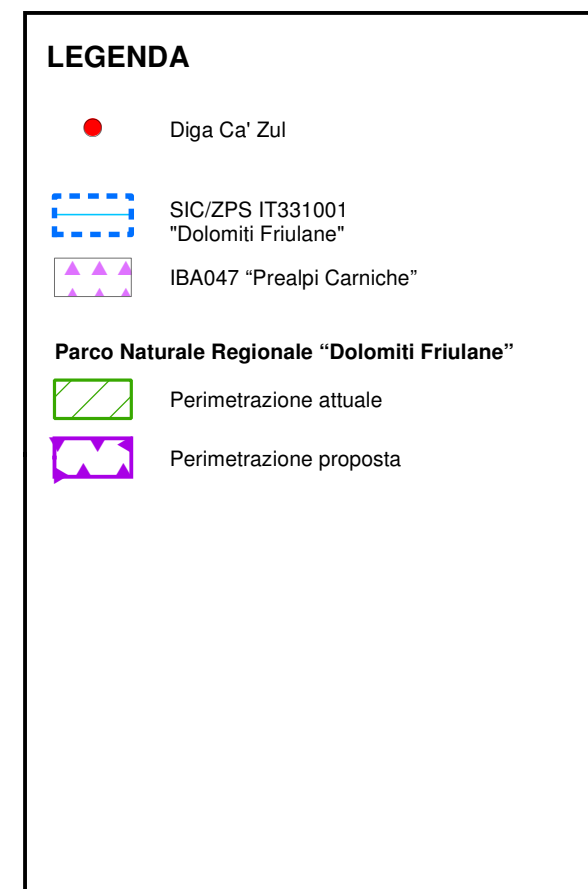 LEGENDA
Diga Ca' Zul
SIC/ZPS IT331001
"Dolomiti Friulane"
IBA047 “Prealpi Carniche”
Parco Naturale Regionale “Dolomiti Friulane”
Perimetrazione attuale
Perimetrazione proposta